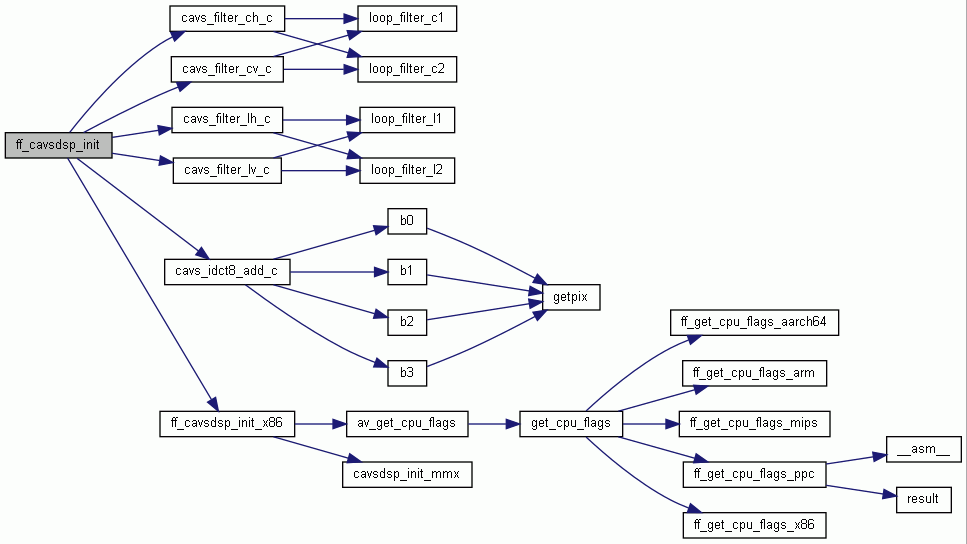 cavs_filter_ch_c
loop_filter_c1
cavs_filter_cv_c
loop_filter_c2
cavs_filter_lh_c
loop_filter_l1
ff_cavsdsp_init
cavs_filter_lv_c
loop_filter_l2
b0
cavs_idct8_add_c
b1
getpix
b2
ff_get_cpu_flags_aarch64
b3
ff_get_cpu_flags_arm
ff_cavsdsp_init_x86
av_get_cpu_flags
get_cpu_flags
ff_get_cpu_flags_mips
__asm__
cavsdsp_init_mmx
ff_get_cpu_flags_ppc
result
ff_get_cpu_flags_x86